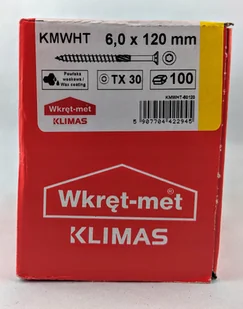 KMWHT 6,0 x 120 mm
Powłoka
woskowa /
Wax coating
TX 30
100
KMWHT-60120
5 907704 422945
Wkręt-met
KLIMAS
Wkręt-met
KLIMAS